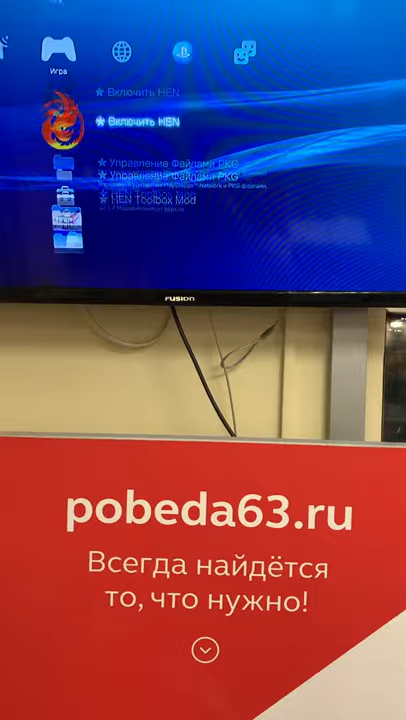 Игра
★ Включить HEN
★ Включить HEN
★ Управление Файлами PKG
★ Управление Файлами PKG
★ HEN Toolbox Mod
FUSION
pobeda63.ru
Всегда найдётся
то, что нужно!